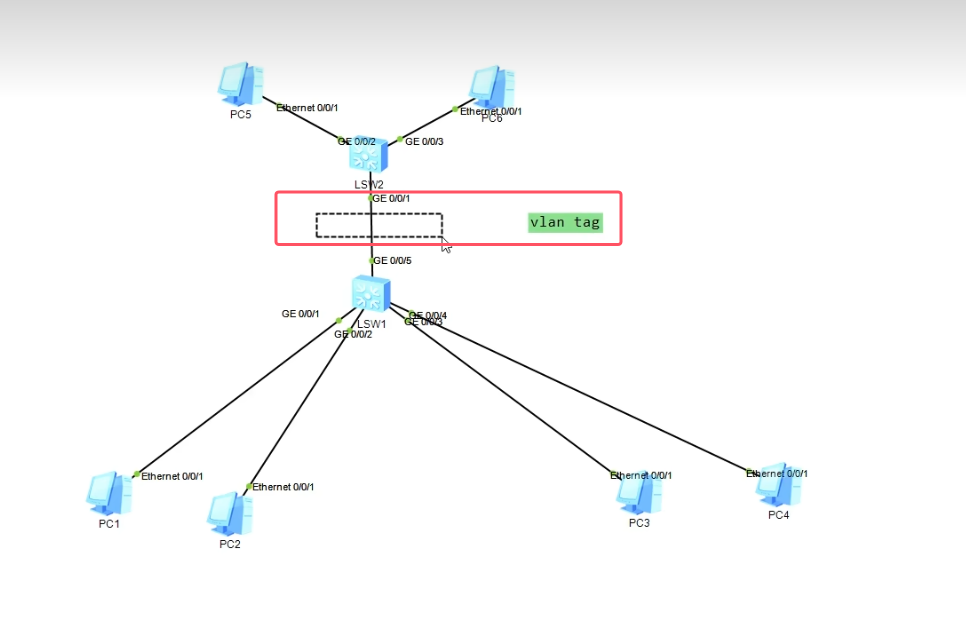 Ethernet 0/0/1
PC5
Ethernet 0/0/1
PC6
GE 0/0/2
GE 0/0/3
LSW2
GE 0/0/1
vlan tag
GE 0/0/5
GE 0/0/1
LSW1
GE 0/0/4
GE 0/0/3
GE 0/0/2
Ethernet 0/0/1
PC1
Ethernet 0/0/1
PC2
Ethernet 0/0/1
PC3
Ethernet 0/0/1
PC4